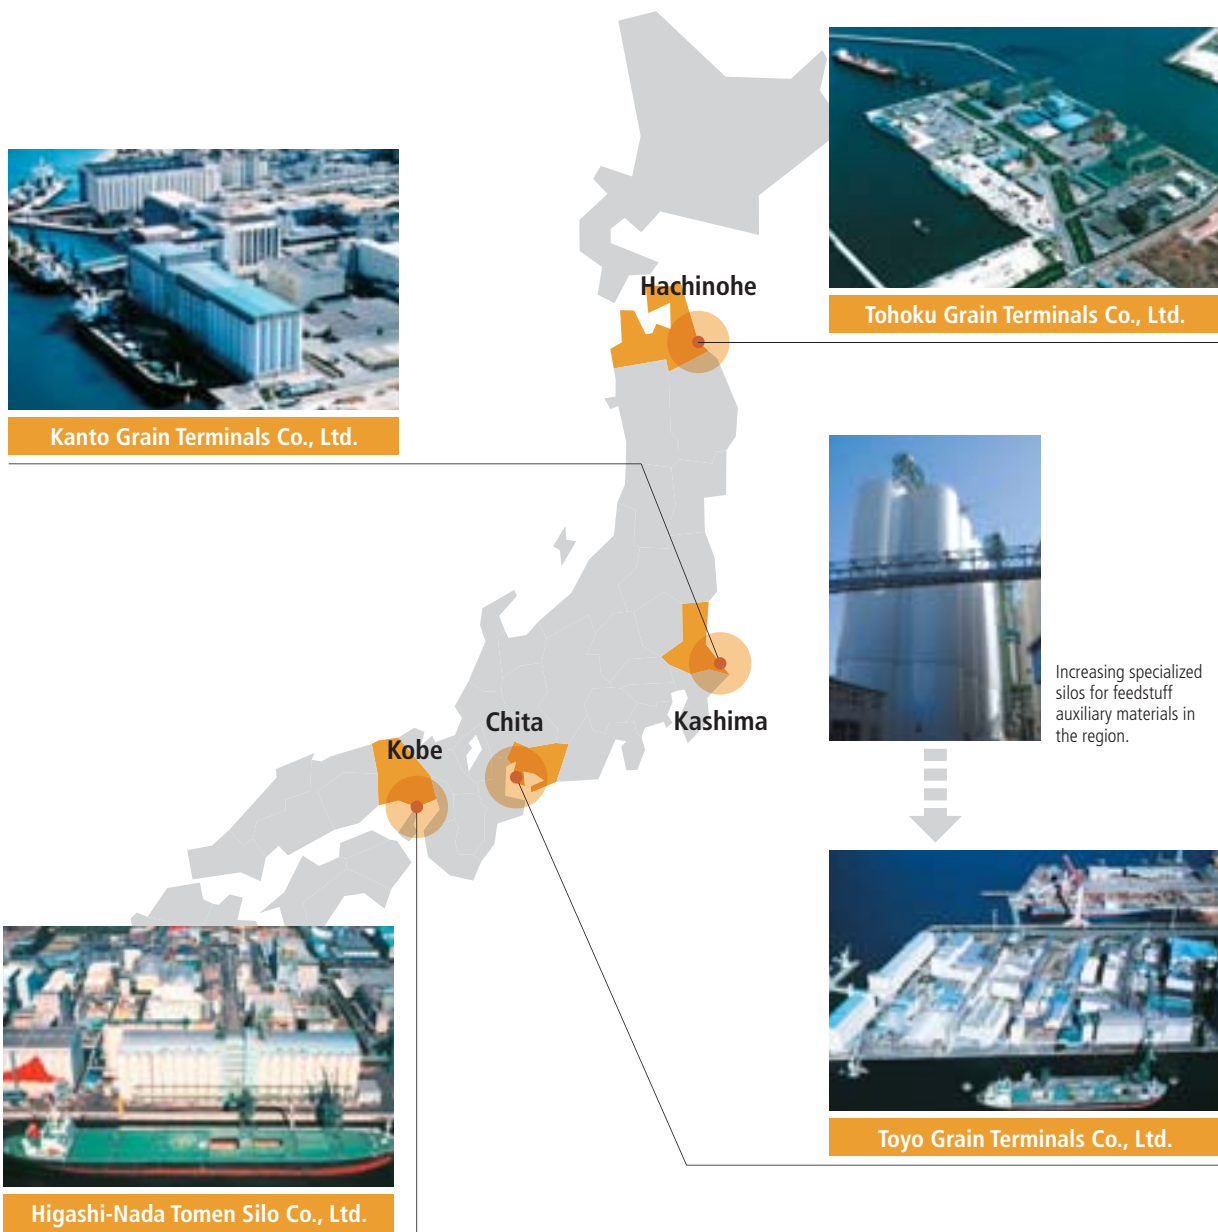 Hachinohe
Tohoku Grain Terminals Co., Ltd.
Kanto Grain Terminals Co., Ltd.
Increasing specialized
silos for feedstuff
auxiliary materials in
the region.
Kashima
Chita
Kobe
Toyo Grain Terminals Co., Ltd.
Higashi-Nada Tomen Silo Co., Ltd.